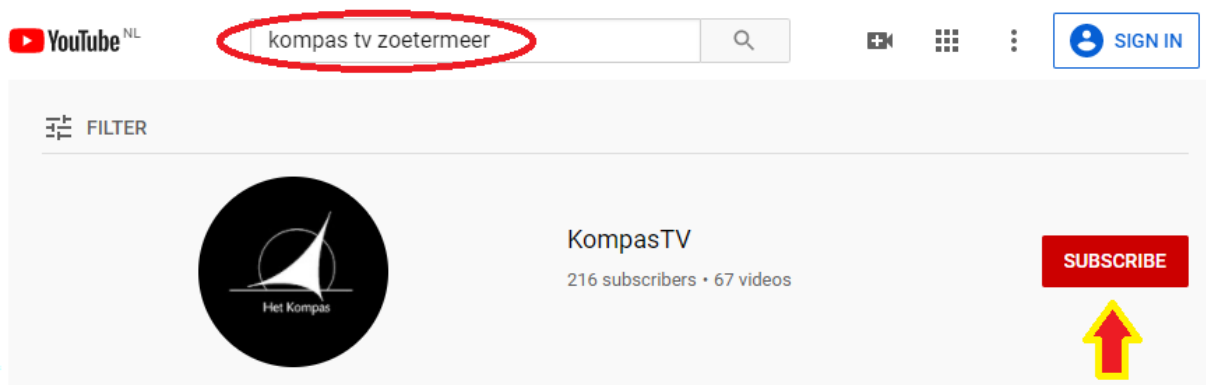 YouTube NL
kompas tv zoetermeer
SIGN IN
FILTER
Het Kompas
KompasTV
216 subscribers • 67 videos
SUBSCRIBE